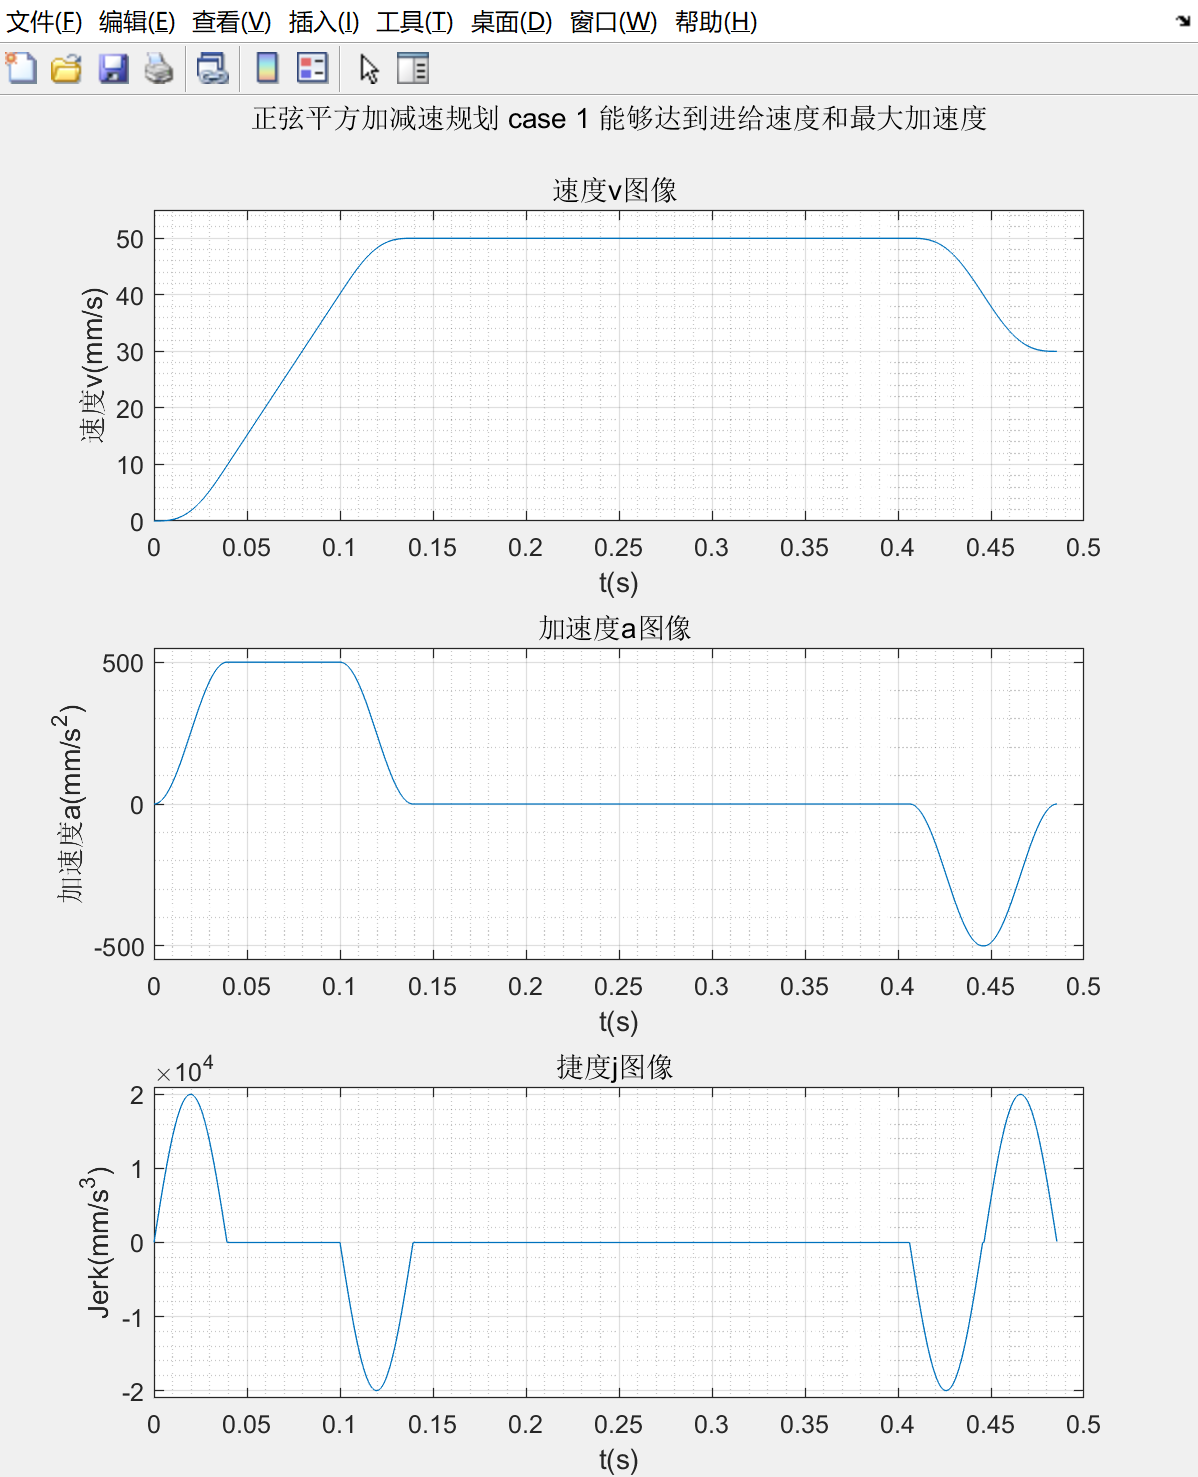 文件(F) 编辑(E) 查看(V) 插入(I) 工具(T) 桌面(D) 窗口(W) 帮助(H)
正弦平方加减速规划 case 1 能够达到进给速度和最大加速度
速度v图像
速度v(mm/s)
50
40
30
20
10
0
0 0.05 0.1 0.15 0.2 0.25 0.3 0.35 0.4 0.45 0.5
t(s)
加速度a图像
加速度a(mm/s²)
500
0
-500
0 0.05 0.1 0.15 0.2 0.25 0.3 0.35 0.4 0.45 0.5
t(s)
捷度j图像
×10⁴
Jerk(mm/s³)
2
1
0
-1
-2
0 0.05 0.1 0.15 0.2 0.25 0.3 0.35 0.4 0.45 0.5
t(s)